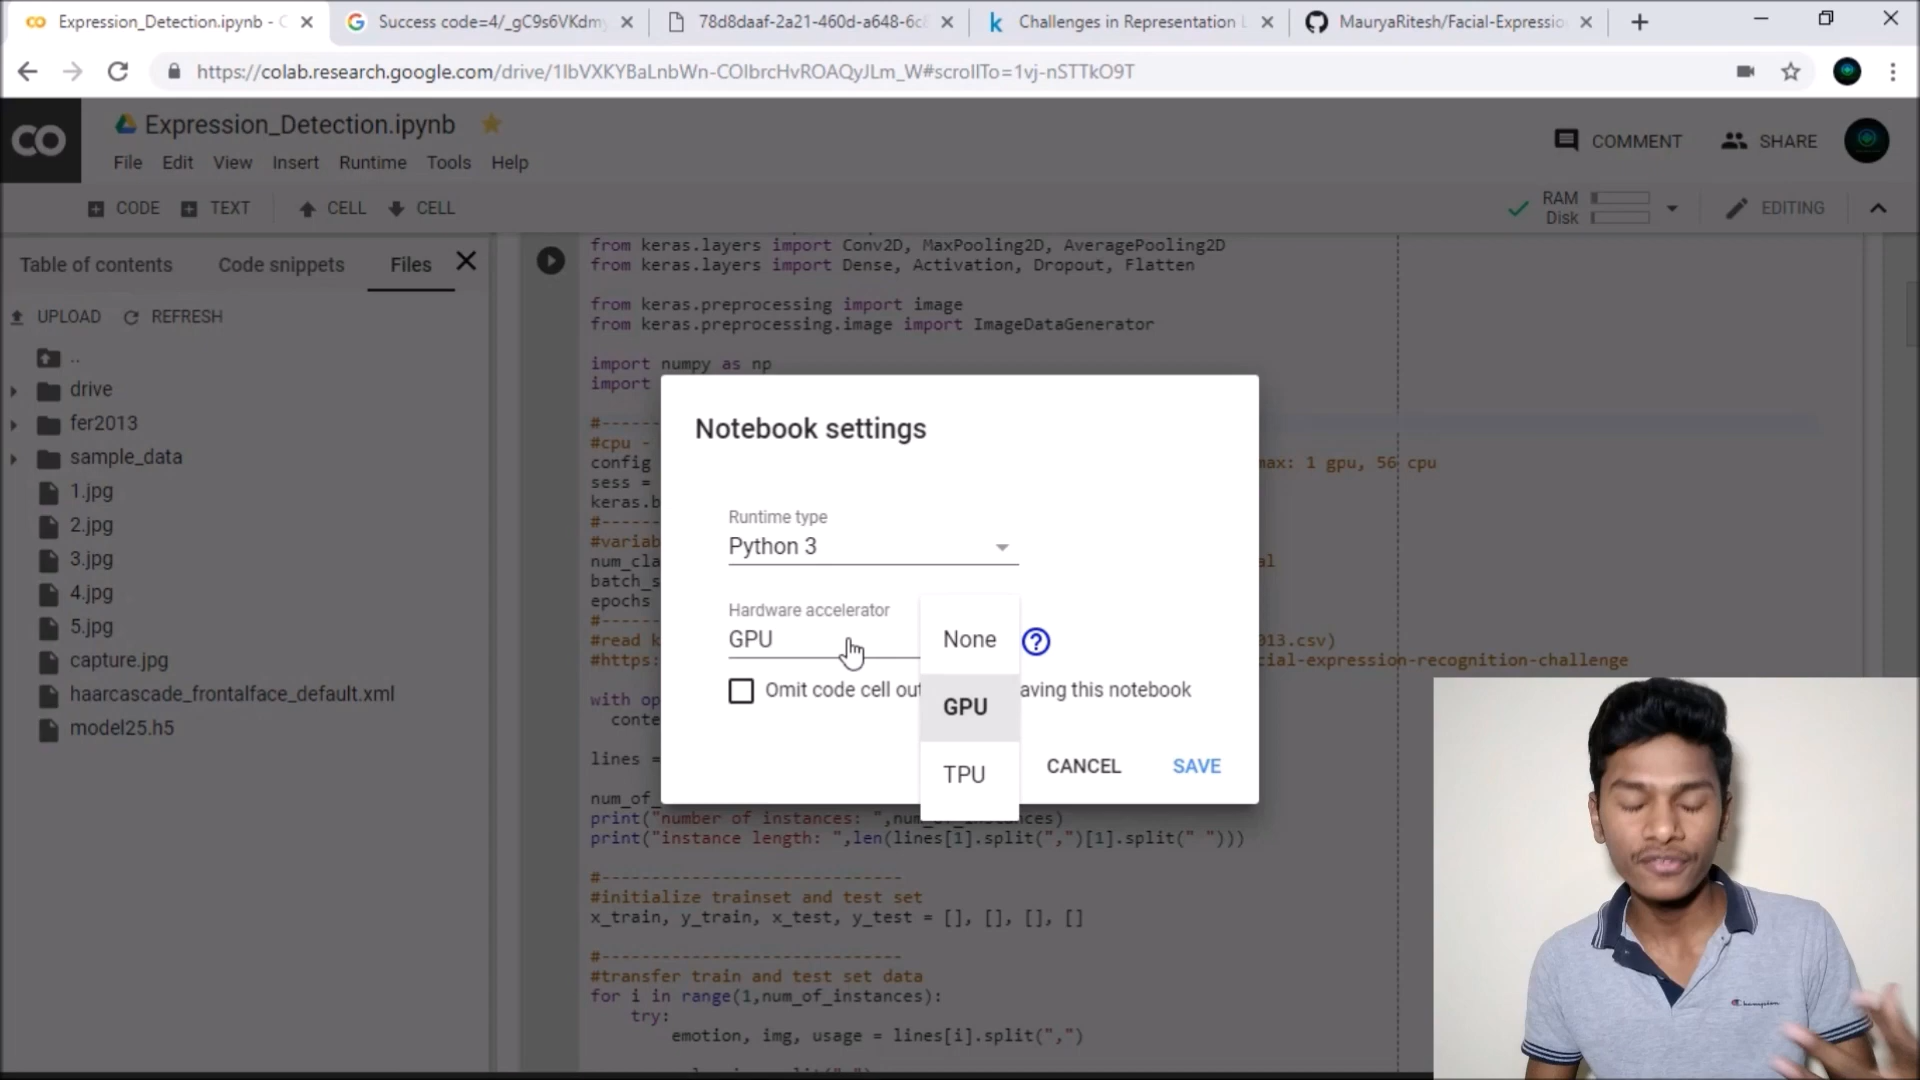 Expression_Detection.ipynb - C
Success code=4/_gC9s6VKdmy
78d8daaf-2a21-460d-a648-6c8
Challenges in Representation L
MauryaRitesh/Facial-Expressio
https://colab.research.google.com/drive/1IbVXKYBaLnbWn-COlbrcHvROAQyJLm_W#scrollTo=1vj-nSTTkO9T
CO
Expression_Detection.ipynb
COMMENT
SHARE
File Edit View Insert Runtime Tools Help
CODE TEXT CELL CELL
RAM
Disk
EDITING
Table of contents Code snippets Files
UPLOAD REFRESH
..
drive
fer2013
sample_data
1.jpg
2.jpg
3.jpg
4.jpg
5.jpg
capture.jpg
haarcascade_frontalface_default.xml
model25.h5
from keras.layers import Conv2D, MaxPooling2D, AveragePooling2D
from keras.layers import Dense, Activation, Dropout, Flatten
from keras.preprocessing import image
from keras.preprocessing.image import ImageDataGenerator
import numpy as np
import
#------
#cpu -
config max: 1 gpu, 56 cpu
sess =
keras.b
#------
#variab
num_cla al
batch_s
epochs
#------
#read k 013.csv)
#https: cial-expression-recognition-challenge
with op
conte
lines =
num_of_
print("number of instances: ",num_of_instances)
print("instance length: ",len(lines[1].split(",")[1].split(" ")))
#------------------------------
#initialize trainset and test set
x_train, y_train, x_test, y_test = [], [], [], []
#------------------------------
#transfer train and test set data
for i in range(1,num_of_instances):
try:
emotion, img, usage = lines[i].split(",")
Notebook settings
Runtime type
Python 3
Hardware accelerator
GPU
None
GPU
TPU
?
Omit code cell out aving this notebook
CANCEL SAVE
Champion